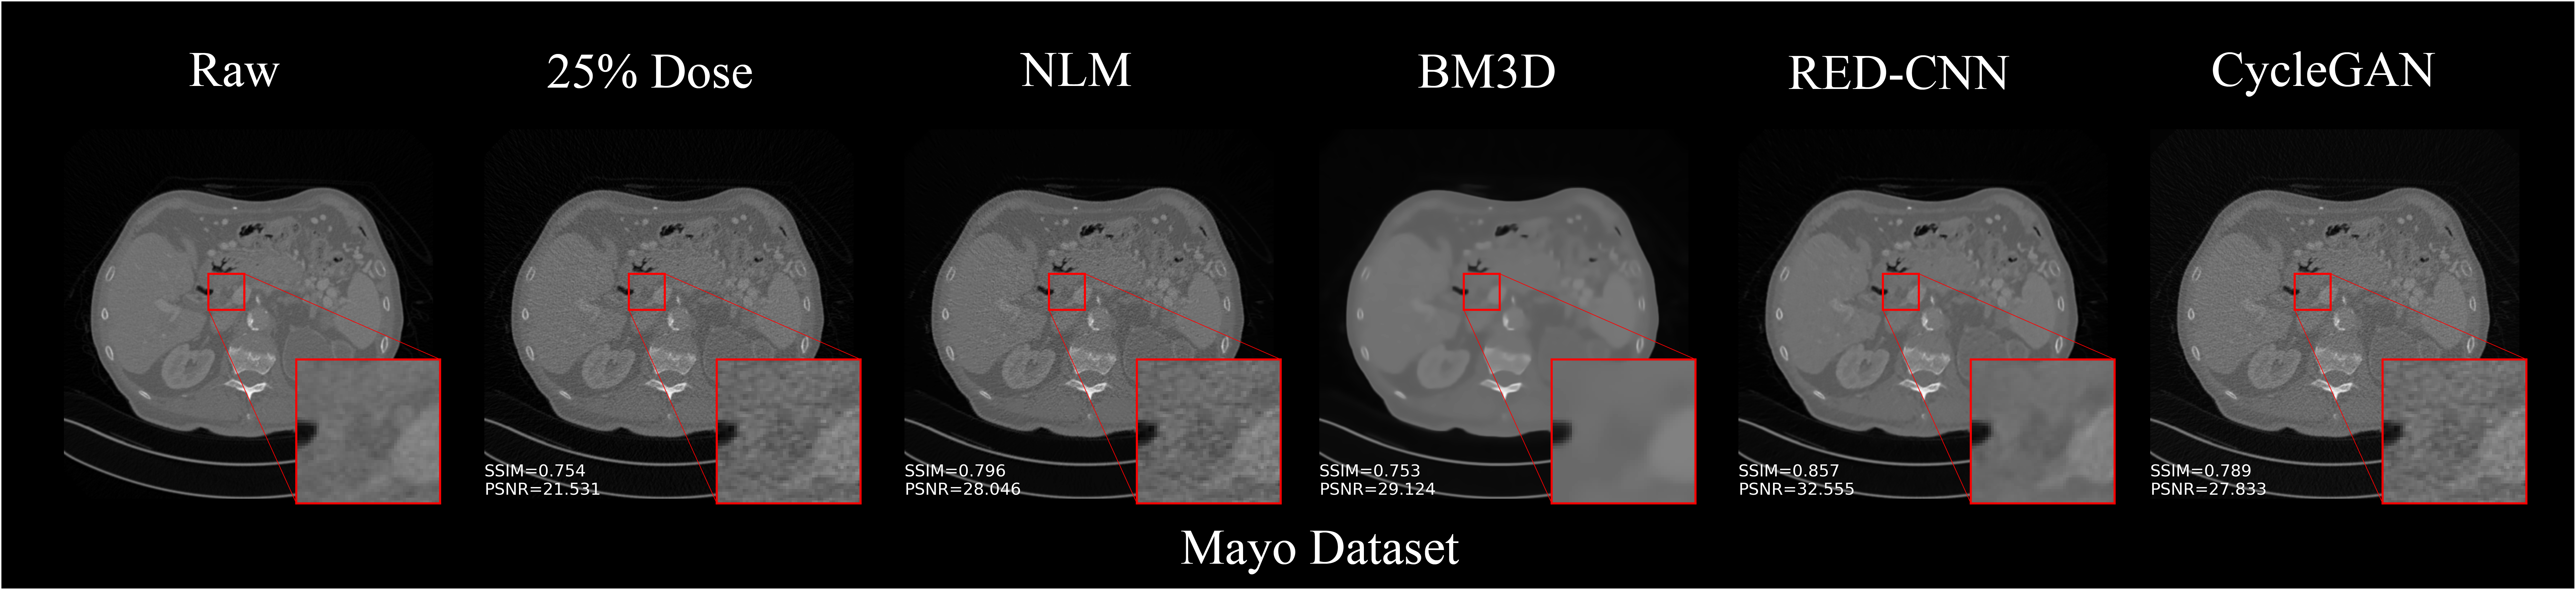 Raw
25% Dose
NLM
BM3D
RED-CNN
CycleGAN
SSIM=0.754
PSNR=21.531
SSIM=0.796
PSNR=28.046
SSIM=0.753
PSNR=29.124
SSIM=0.857
PSNR=32.555
SSIM=0.789
PSNR=27.833
Mayo Dataset